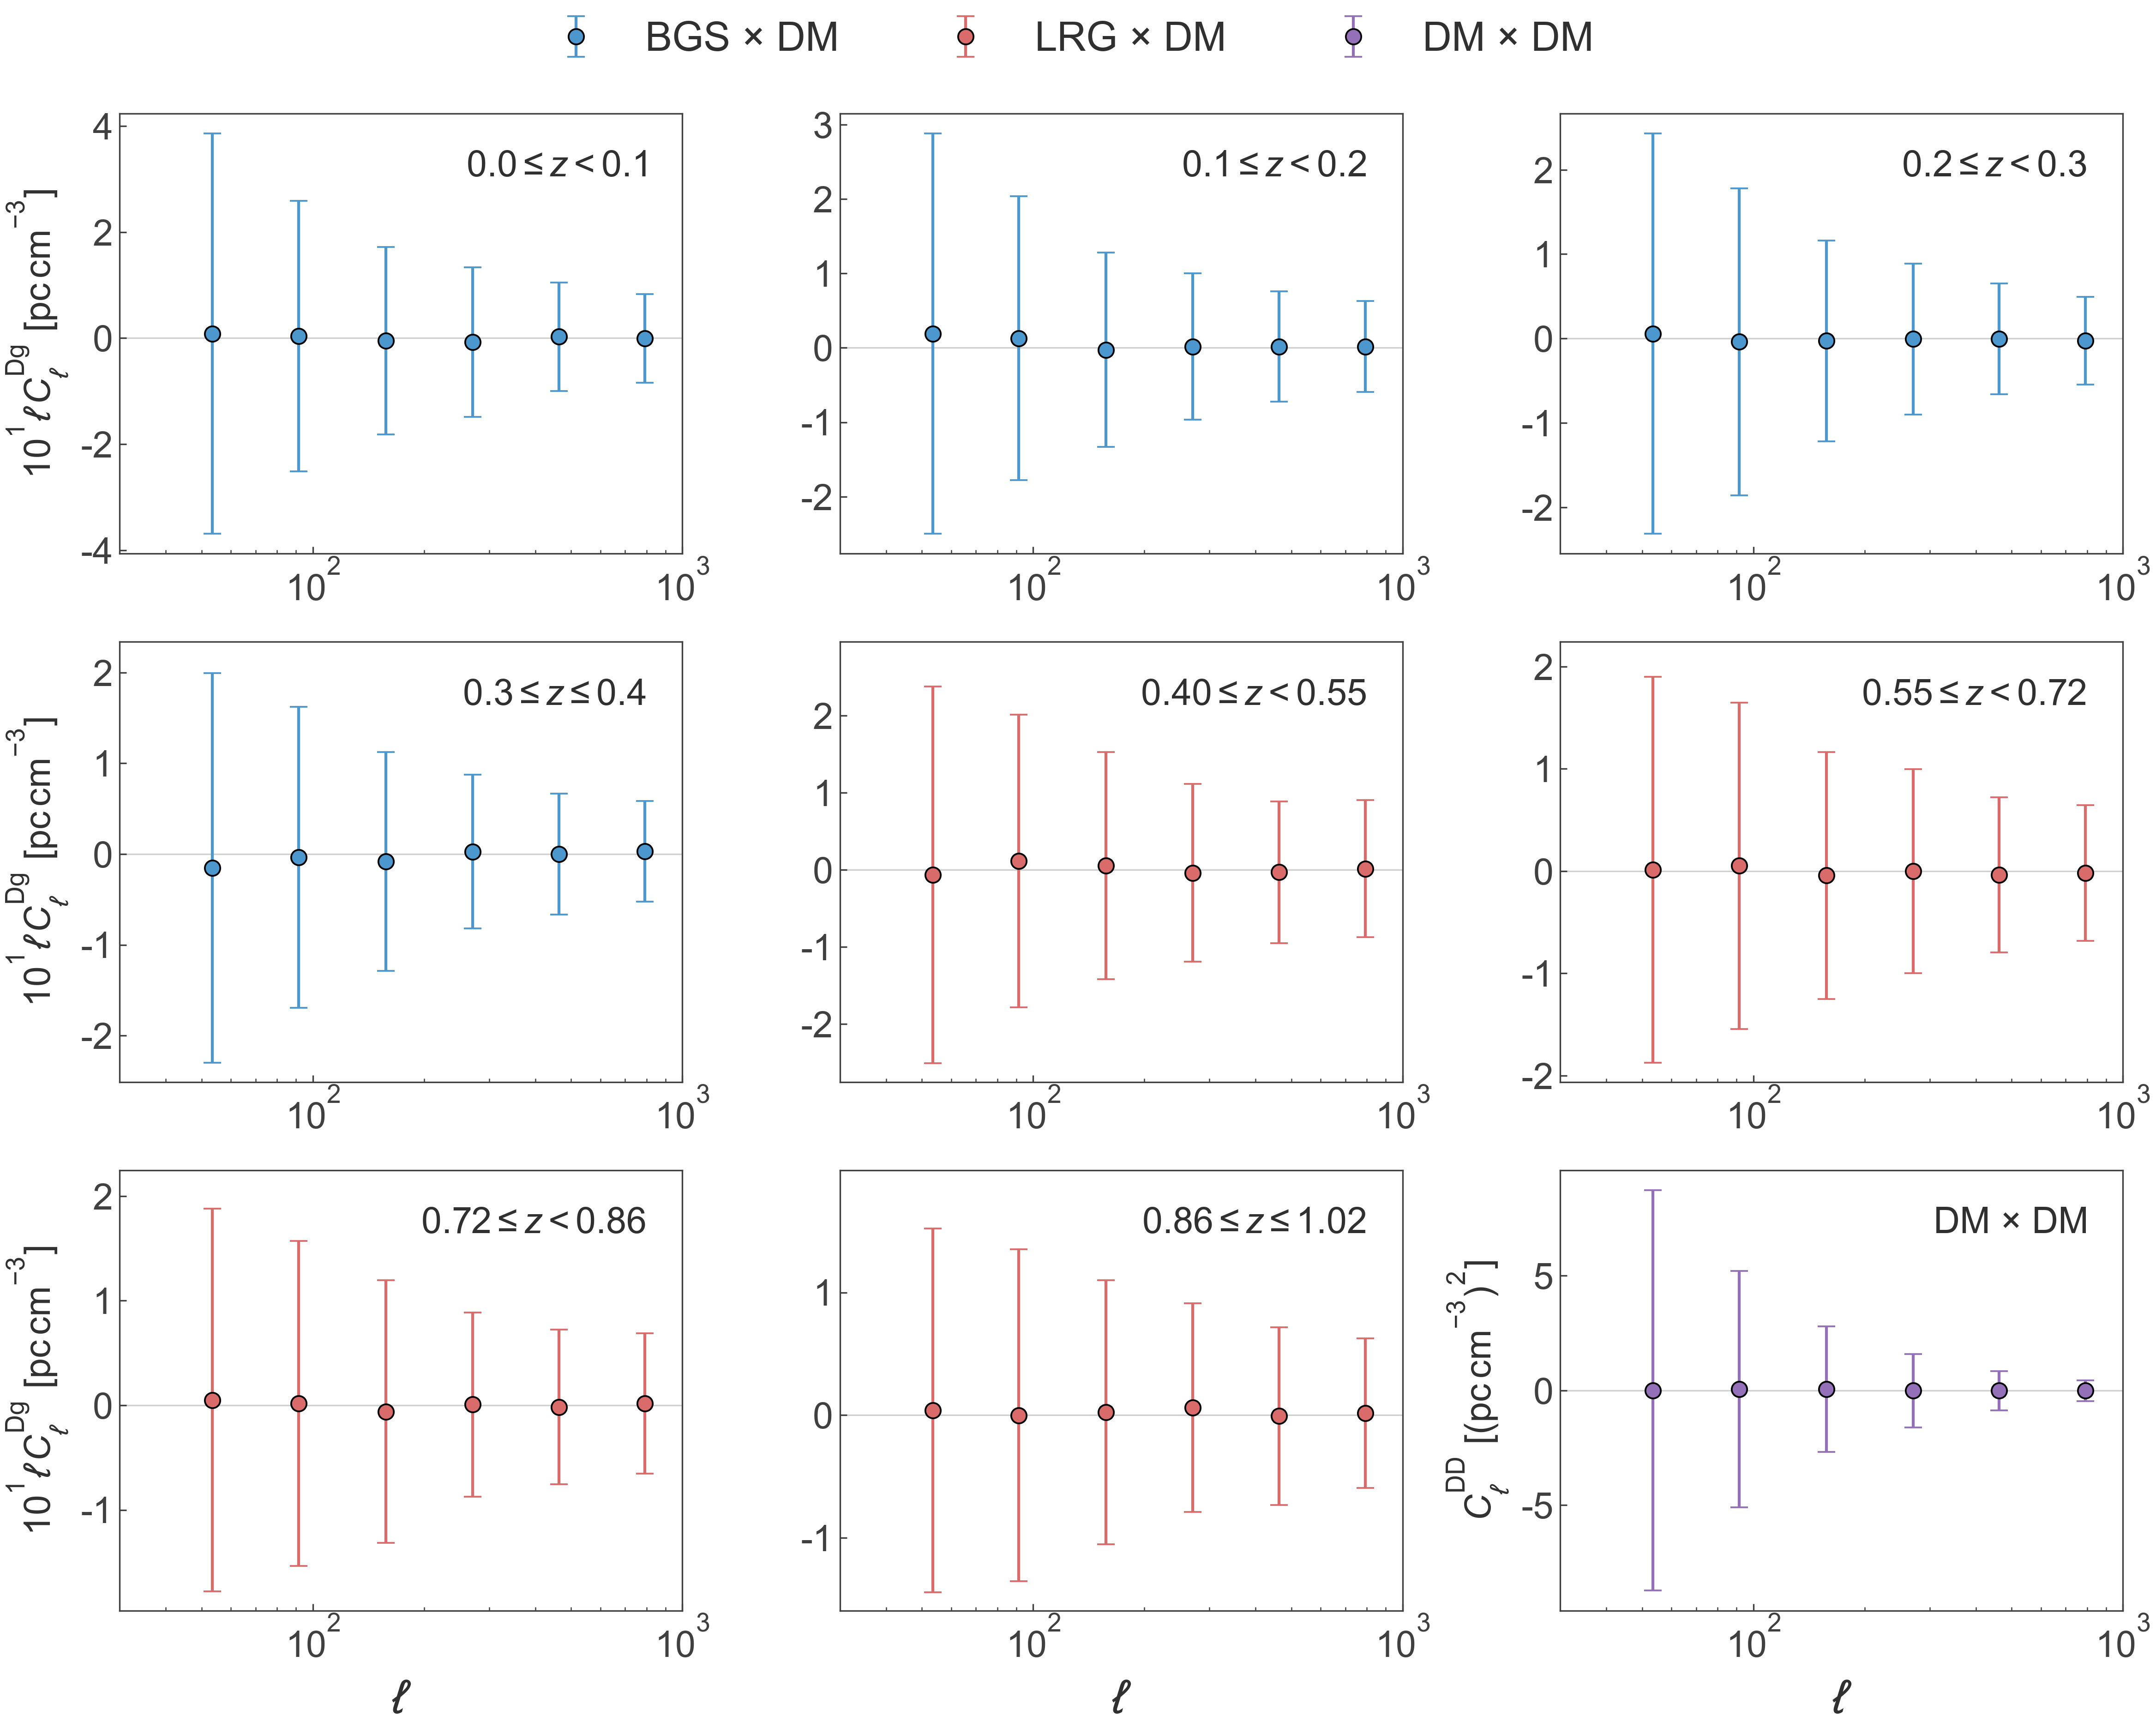 BGS × DM LRG × DM DM × DM
10¹ ℓC_ℓ^Dg [pc cm⁻³]
4
2
0
-2
-4
0.0 ≤ z < 0.1
10² 10³
3
2
1
0
-1
-2
0.1 ≤ z < 0.2
10² 10³
2
1
0
-1
-2
0.2 ≤ z < 0.3
10² 10³
10¹ ℓC_ℓ^Dg [pc cm⁻³]
2
1
0
-1
-2
0.3 ≤ z ≤ 0.4
10² 10³
2
1
0
-1
-2
0.40 ≤ z < 0.55
10² 10³
2
1
0
-1
-2
0.55 ≤ z < 0.72
10² 10³
10¹ ℓC_ℓ^Dg [pc cm⁻³]
2
1
0
-1
0.72 ≤ z < 0.86
10² 10³
ℓ
1
0
-1
0.86 ≤ z ≤ 1.02
10² 10³
ℓ
C_ℓ^DD [(pc cm⁻³)²]
5
0
-5
DM × DM
10² 10³
ℓ